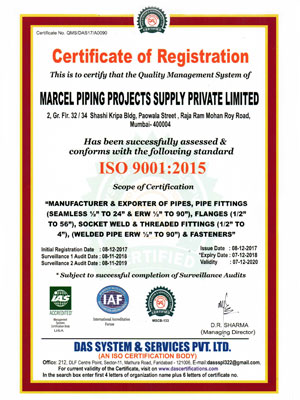 Certificate No. QMS/DAS17/A0090
DAS
Certificate of Registration
This is to certify that the Quality Management System of
MARCEL PIPING PROJECTS SUPPLY PRIVATE LIMITED
2, Gr. Flr. 32 / 34 Shashi Kripa Bldg, Paowala Street , Raja Ram Mohan Roy Road,
Mumbai- 400004
Has been successfully assessed &
conforms with the following standard
ISO 9001:2015
Scope of Certification
"MANUFACTURER & EXPORTER OF PIPES, PIPE FITTINGS
(SEAMLESS ½" TO 24" & ERW ½" TO 90"), FLANGES (1/2"
TO 56"), SOCKET WELD & THREADED FITTINGS (1/2" TO
4"), (WELDED PIPE ERW ½" TO 90") & FASTENERS"
Initial Registration Date : 08-12-2017
Surveillance 1 Audit Date : 08-11-2018
Surveillance 2 Audit Date : 08-11-2019
Issue Date : 08-12-2017
*Expiry Date : 07-12-2018
Validity : 07-12-2020
* Subject to successful completion of Surveillance Audits
IAS
ACCREDITED
Management
Systems
Certification Body
IAF
International Accreditation
Forum
MSCB-132
D.R. SHARMA
(Managing Director)
DAS SYSTEM & SERVICES PVT. LTD.
(AN ISO CERTIFICATION BODY)
Office: 212, DLF Centre Point, Sector-11, Mathura Road, Faridabad - 121006. E-mail: dassspl322@gmail.com
For current validity of the Certificate, visit on www.dascertifications.com
In the search box enter first 4 letters of organization name plus 6 letters of certificate no.